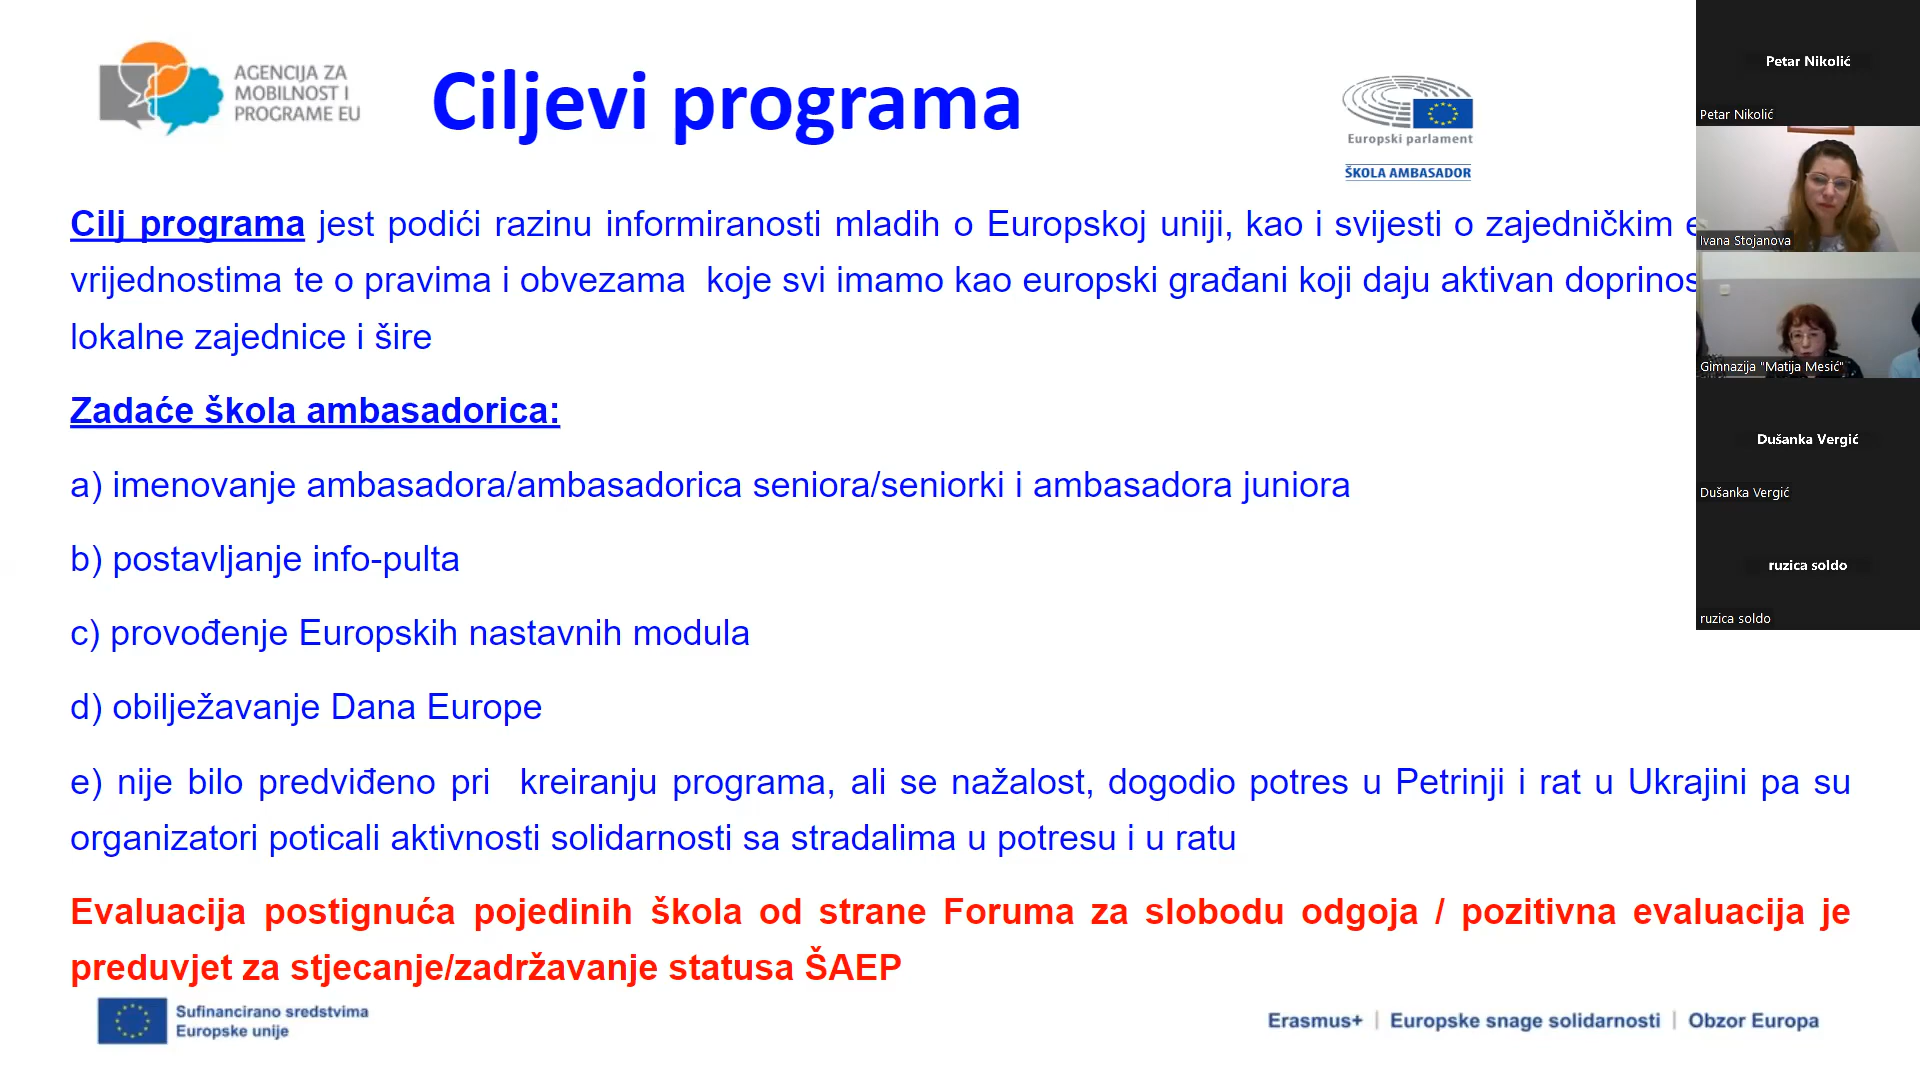 AGENCIJA ZA
MOBILNOST I
PROGRAME EU
Ciljevi programa
Europski parlament
ŠKOLA AMBASADOR
Cilj programa jest podići razinu informiranosti mladih o Europskoj uniji, kao i svijesti o zajedničkim
vrijednostima te o pravima i obvezama koje svi imamo kao europski građani koji daju aktivan doprinos
lokalne zajednice i šire
Zadaće škola ambasadorica:
a) imenovanje ambasadora/ambasadorica seniora/seniorki i ambasadora juniora
b) postavljanje info-pulta
c) provođenje Europskih nastavnih modula
d) obilježavanje Dana Europe
e) nije bilo predviđeno pri kreiranju programa, ali se nažalost, dogodio potres u Petrinji i rat u Ukrajini pa su
organizatori poticali aktivnosti solidarnosti sa stradalima u potresu i u ratu
Evaluacija postignuća pojedinih škola od strane Foruma za slobodu odgoja / pozitivna evaluacija je
preduvjet za stjecanje/zadržavanje statusa ŠAEP
Sufinancirano sredstvima
Europske unije
Erasmus+ | Europske snage solidarnosti | Obzor Europa
Petar Nikolić
Petar Nikolić
Ivana Stojanova
Gimnazija "Matija Mesić"
Dušanka Vergić
Dušanka Vergić
ruzica soldo
ruzica soldo